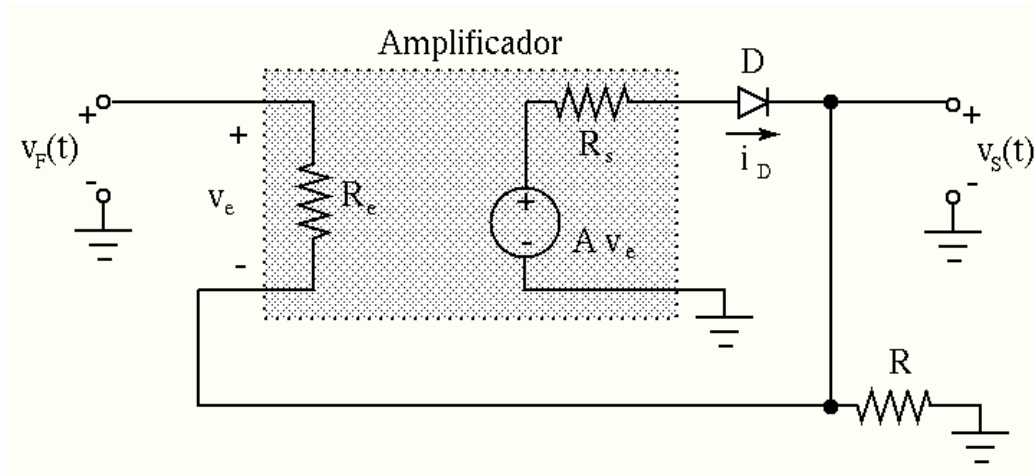 Amplificador
D
+
+
+
v_F(t)
R_s
i_D
v_S(t)
-
v_e
R_e
+
-
A v_e
-
-
R